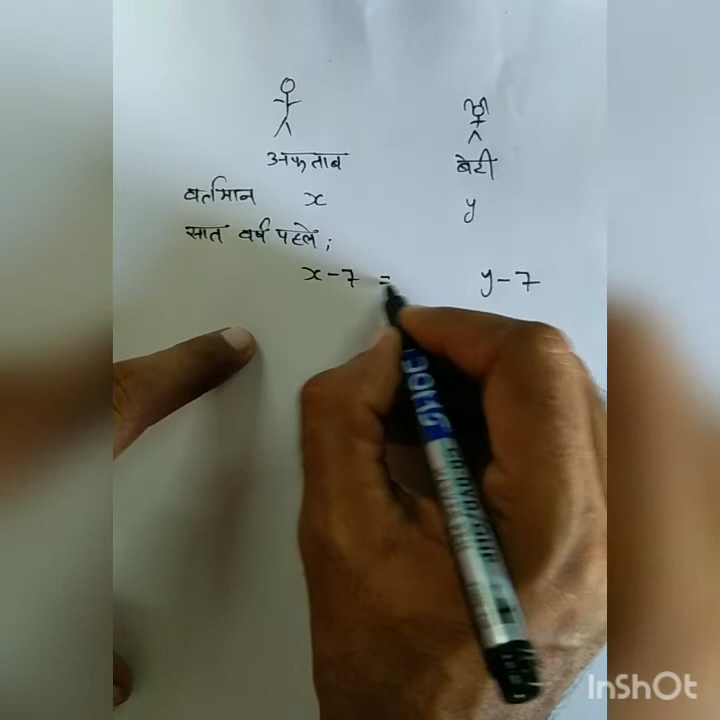 अफताब बेटी
वर्तमान x y
सात वर्ष पहले ;
x - 7 = y - 7
InShOt